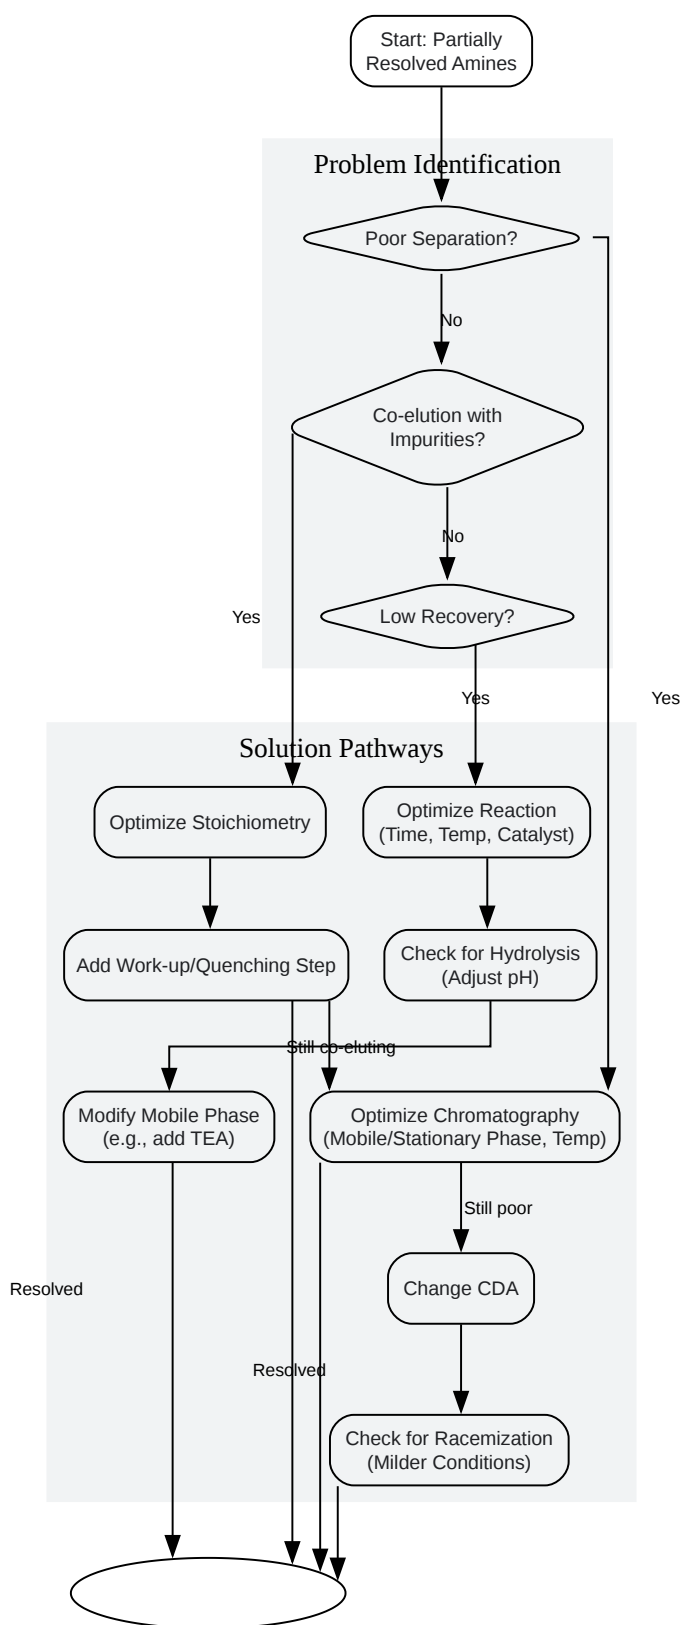 Start: Partially
Resolved Amines
Problem Identification
Poor Separation?
No
Co-elution with
Impurities?
No
Low Recovery?
Yes
Yes
Yes
Solution Pathways
Optimize Stoichiometry
Optimize Reaction
(Time, Temp, Catalyst)
Add Work-up/Quenching Step
Check for Hydrolysis
(Adjust pH)
Still co-eluting
Modify Mobile Phase
(e.g., add TEA)
Optimize Chromatography
(Mobile/Stationary Phase, Temp)
Still poor
Change CDA
Resolved
Resolved
Check for Racemization
(Milder Conditions)